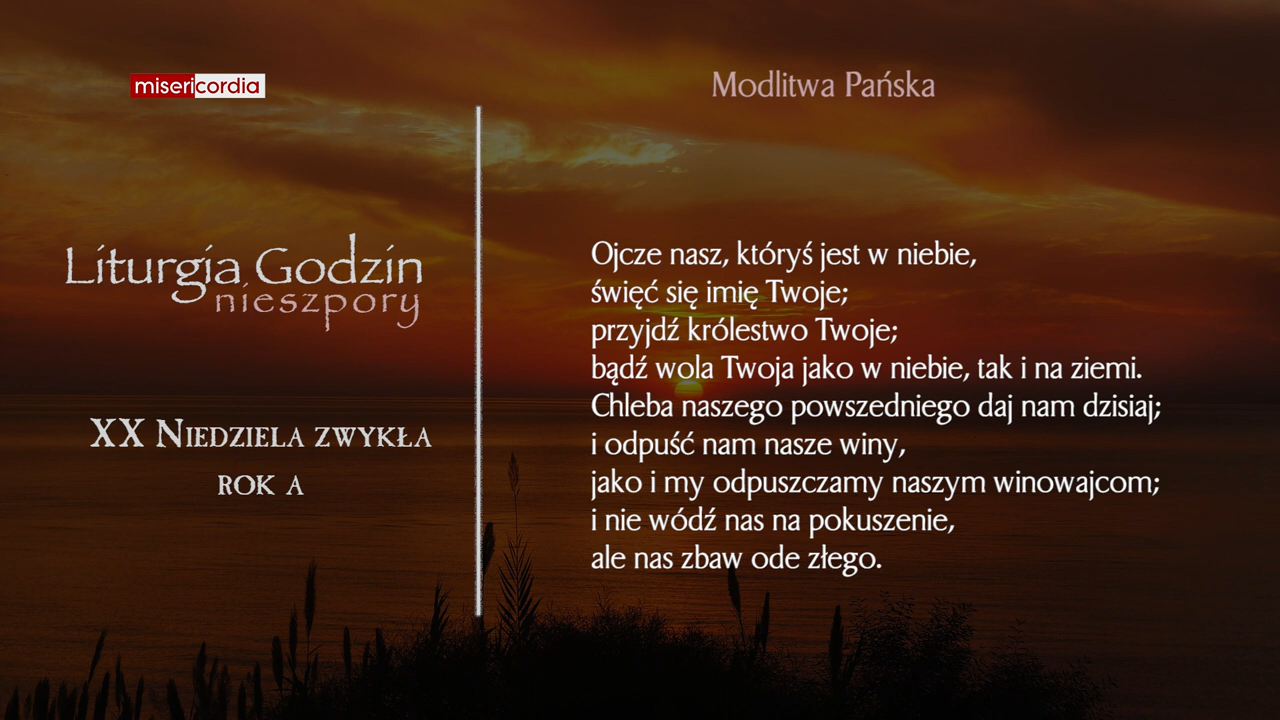 misericordia
Liturgia Godzin
nieszpory
XX Niedziela zwykła
rok a
Modlitwa Pańska
Ojcze nasz, któryś jest w niebie,
święć się imię Twoje;
przyjdź królestwo Twoje;
bądź wola Twoja jako w niebie, tak i na ziemi.
Chleba naszego powszedniego daj nam dzisiaj;
i odpuść nam nasze winy,
jako i my odpuszczamy naszym winowajcom;
i nie wódź nas na pokuszenie,
ale nas zbaw ode złego.